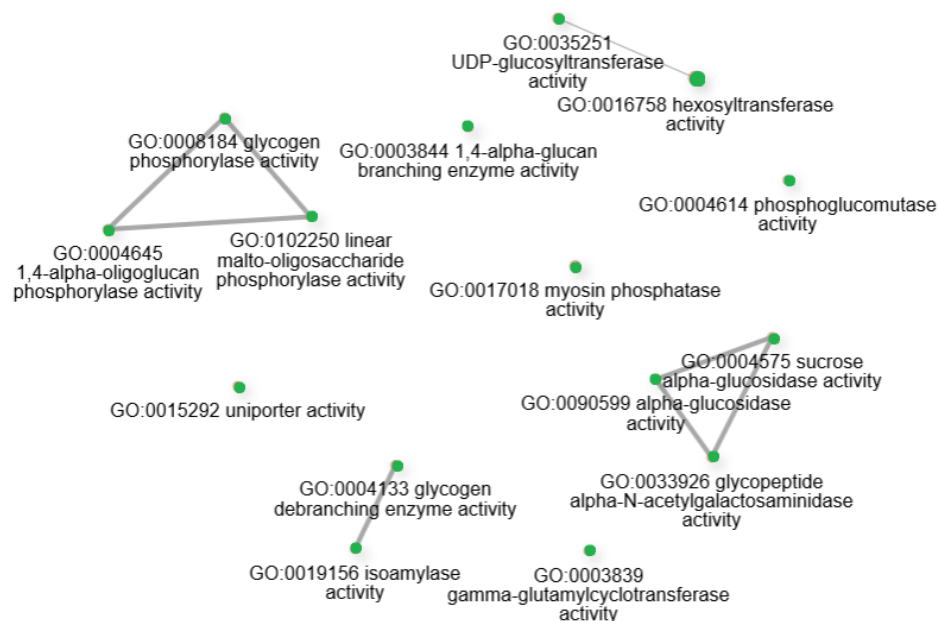 GO:0035251
UDP-glucosyltransferase
activity
GO:0016758 hexosyltransferase
activity
GO:0008184 glycogen
phosphorylase activity
GO:0003844 1,4-alpha-glucan
branching enzyme activity
GO:0004614 phosphoglucomutase
activity
GO:0004645
1,4-alpha-oligoglucan
phosphorylase activity
GO:0102250 linear
malto-oligosaccharide
phosphorylase activity
GO:0017018 myosin phosphatase
activity
GO:0004575 sucrose
alpha-glucosidase activity
GO:0090599 alpha-glucosidase
activity
GO:0015292 uniporter activity
GO:0033926 glycopeptide
alpha-N-acetylgalactosaminidase
activity
GO:0004133 glycogen
debranching enzyme activity
GO:0019156 isoamylase
activity
GO:0003839
gamma-glutamylcyclotransferase
activity